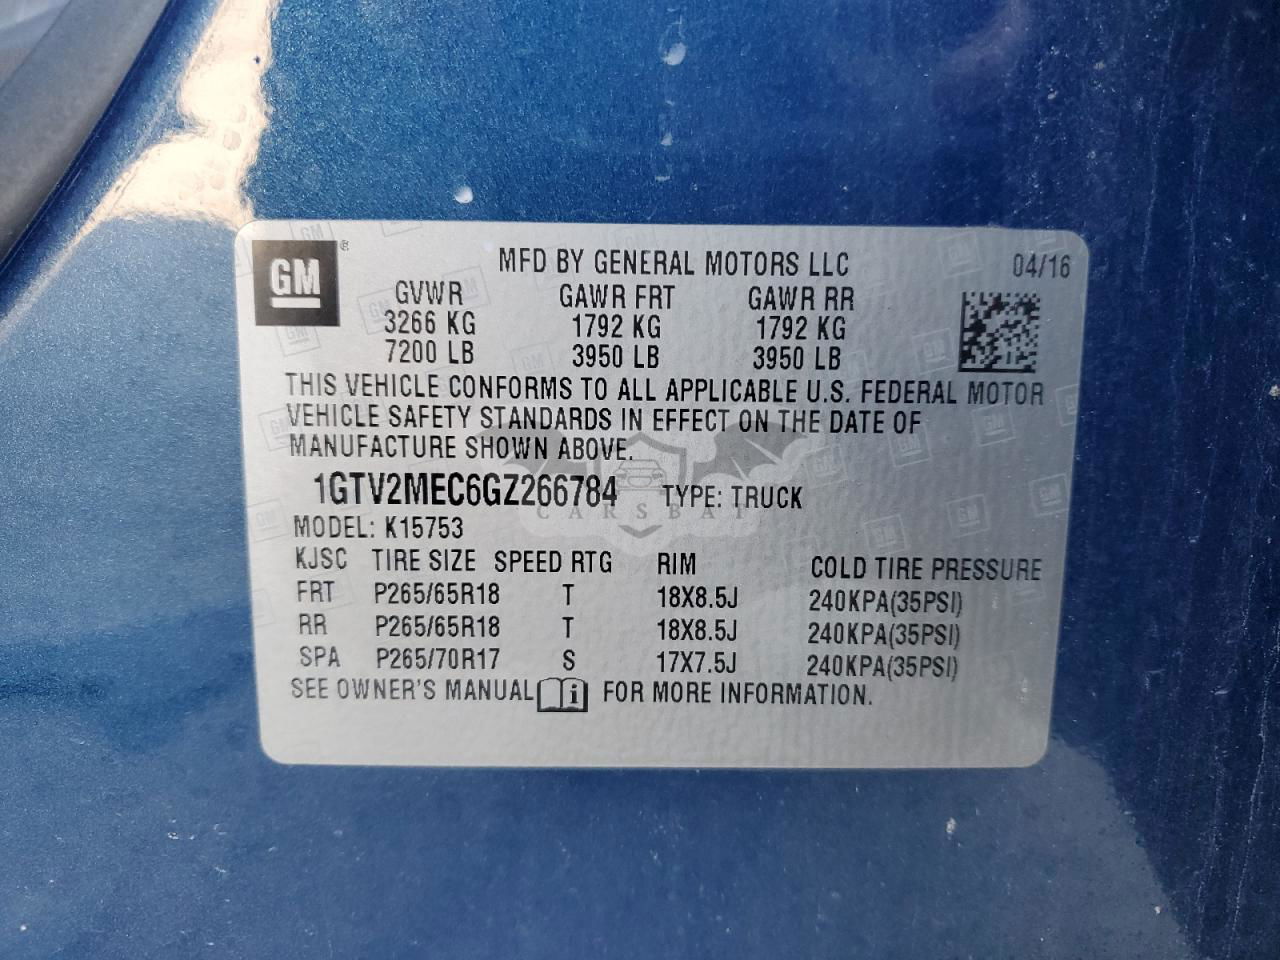 GM ® MFD BY GENERAL MOTORS LLC 04/16
GVWR GAWR FRT GAWR RR
3266 KG 1792 KG 1792 KG
7200 LB 3950 LB 3950 LB
THIS VEHICLE CONFORMS TO ALL APPLICABLE U.S. FEDERAL MOTOR
VEHICLE SAFETY STANDARDS IN EFFECT ON THE DATE OF
MANUFACTURE SHOWN ABOVE.
1GTV2MEC6GZ266784 TYPE: TRUCK
CARSBAT
MODEL: K15753
KJSC TIRE SIZE SPEED RTG RIM COLD TIRE PRESSURE
FRT P265/65R18 T 18X8.5J 240KPA(35PSI)
RR P265/65R18 T 18X8.5J 240KPA(35PSI)
SPA P265/70R17 S 17X7.5J 240KPA(35PSI)
SEE OWNER'S MANUAL i FOR MORE INFORMATION.